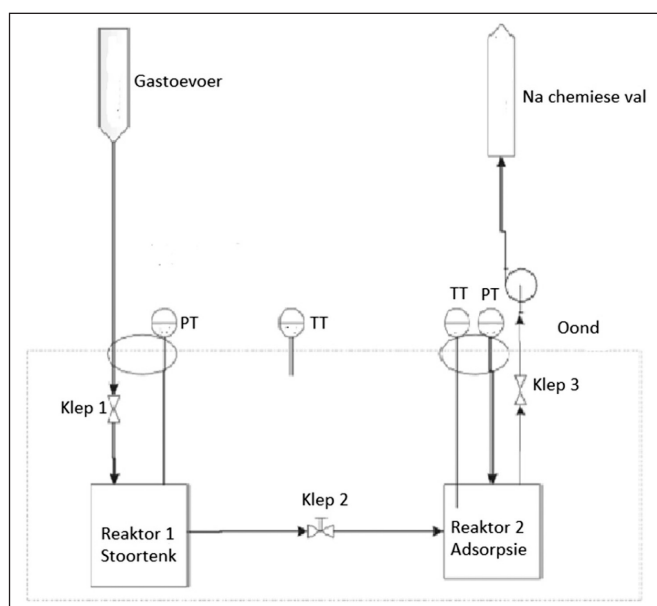 Gastoevoer
Na chemiese val
PT
TT
TT
PT
Oond
Klep 1
Klep 3
Klep 2
Reaktor 1
Stoortenk
Reaktor 2
Adsorpsie